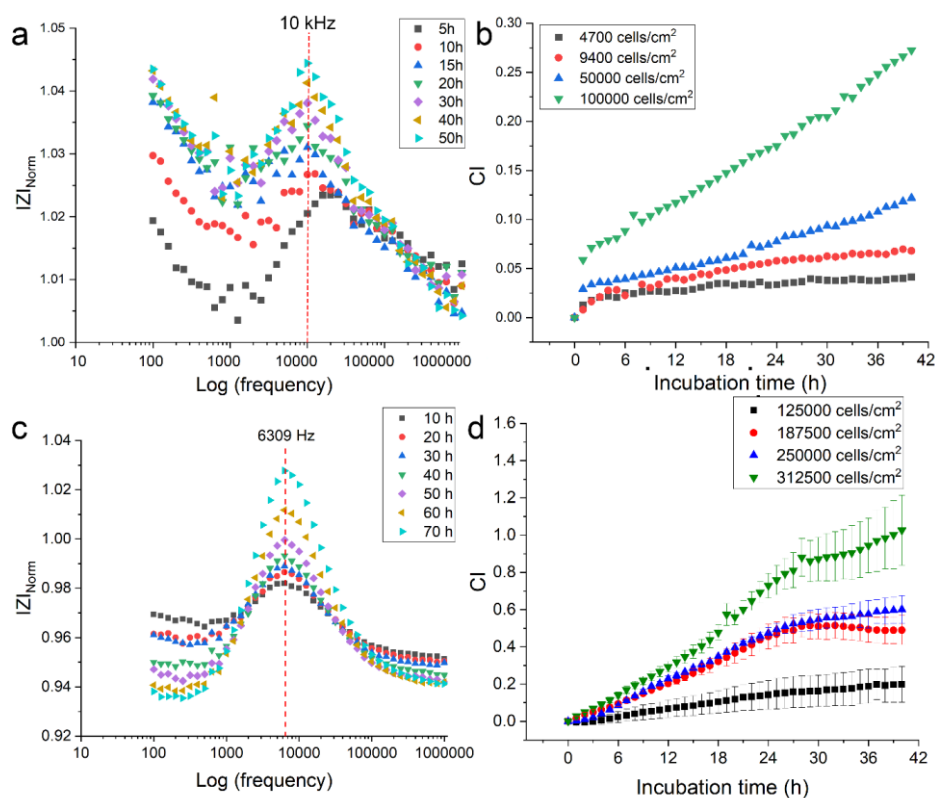 a
10 kHz
1.05
1.04
1.03
1.02
1.01
1.00
|Z|Norm
5h
10h
15h
20h
30h
40h
50h
10 100 1000 10000 100000 1000000
Log (frequency)
b
0.30
0.25
0.20
0.15
0.10
0.05
0.00
CI
4700 cells/cm²
9400 cells/cm²
50000 cells/cm²
100000 cells/cm²
0 6 12 18 24 30 36 42
Incubation time (h)
c
6309 Hz
1.04
1.02
1.00
0.98
0.96
0.94
0.92
|Z|Norm
10 h
20 h
30 h
40 h
50 h
60 h
70 h
10 100 1000 10000 100000 1000000
Log (frequency)
d
1.6
1.4
1.2
1.0
0.8
0.6
0.4
0.2
0.0
CI
125000 cells/cm²
187500 cells/cm²
250000 cells/cm²
312500 cells/cm²
0 6 12 18 24 30 36 42
Incubation time (h)